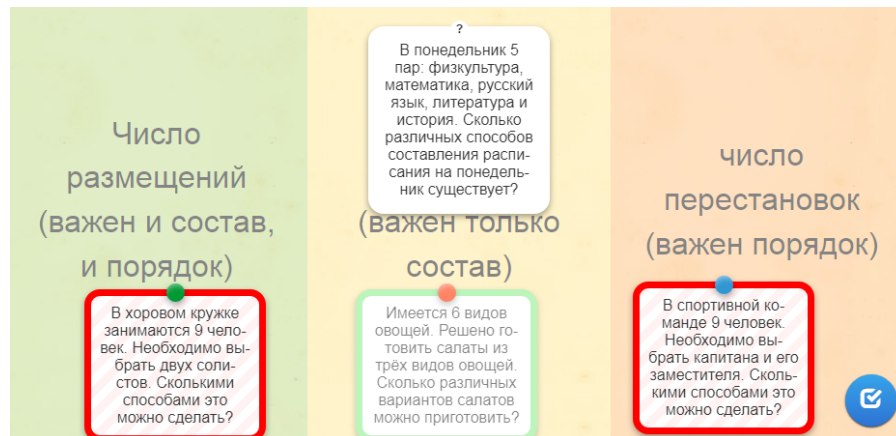 ?
В понедельник 5
пар: физкультура,
математика, русский
язык, литература и
история. Сколько
различных способов
составления распи-
сания на понедель-
ник существует?
Число
размещений
(важен и состав,
и порядок)
(важен только
состав)
число
перестановок
(важен порядок)
В хоровом кружке
занимаются 9 чело-
век. Необходимо вы-
брать двух соли-
стов. Сколькими
способами это
можно сделать?
Имеется 6 видов
овощей. Решено го-
товить салаты из
трёх видов овощей.
Сколько различных
вариантов салатов
можно приготовить?
В спортивной ко-
манде 9 человек.
Необходимо вы-
брать капитана и его
заместителя. Сколь-
кими способами это
можно сделать?